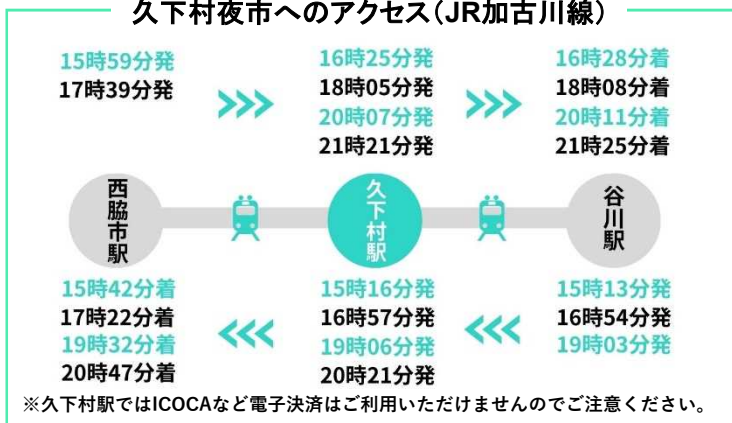 久下村夜市へのアクセス（JR加古川線）
15時59分発
17時39分発
16時25分発
18時05分発
20時07分発
21時21分発
16時28分着
18時08分着
20時11分着
21時25分着
西脇市駅
久下村駅
谷川駅
15時42分着
17時22分着
19時32分着
20時47分着
15時16分発
16時57分発
19時06分発
20時21分発
15時13分発
16時54分発
19時03分発
※久下村駅ではICOCAなど電子決済はご利用いただけませんのでご注意ください。